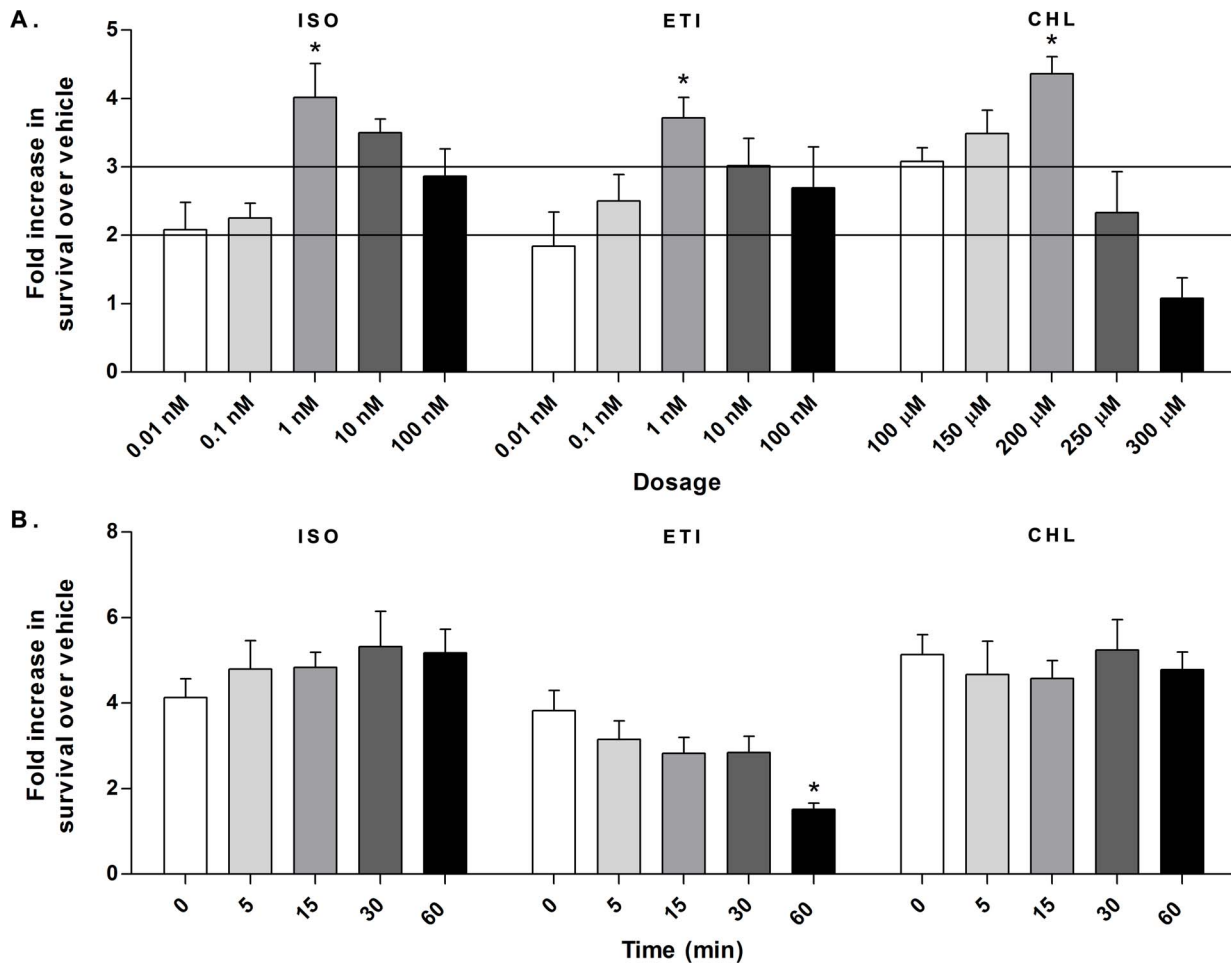 A.
ISO ETI CHL
Fold increase in
survival over vehicle
5
4
3
2
1
0
* * *
0.01 nM 0.1 nM 1 nM 10 nM 100 nM 0.01 nM 0.1 nM 1 nM 10 nM 100 nM 100 µM 150 µM 200 µM 250 µM 300 µM
Dosage
B.
ISO ETI CHL
Fold increase in
survival over vehicle
8
6
4
2
0
*
0 5 15 30 60 0 5 15 30 60 0 5 15 30 60
Time (min)